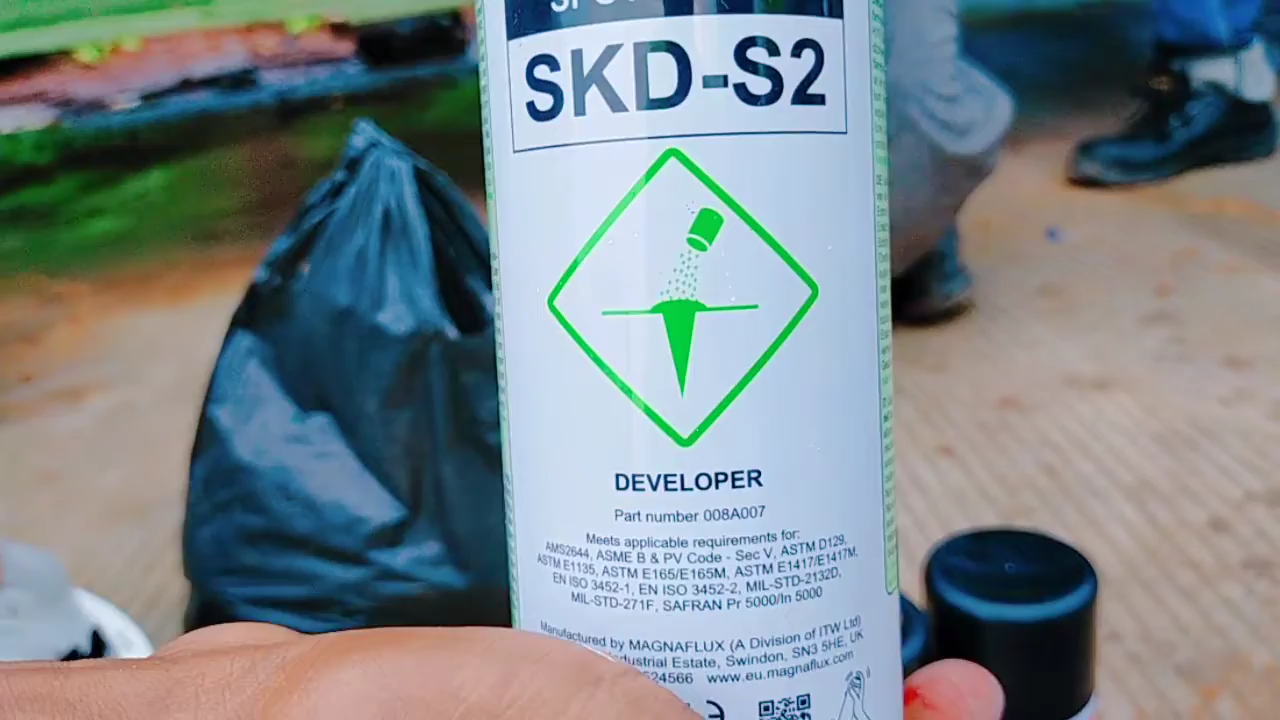 SKD-S2
DEVELOPER
Part number 008A007
Meets applicable requirements for:
AMS2644, ASME B & PV Code - Sec V, ASTM D129,
ASTM E1135, ASTM E165/E165M, ASTM E1417/E1417M,
EN ISO 3452-1, EN ISO 3452-2, MIL-STD-2132D,
MIL-STD-271F, SAFRAN Pr 5000/In 5000
Manufactured by MAGNAFLUX (A Division of ITW Ltd)
Estate, Swindon, SN3 5HE, UK
24566 www.eu.magnaflux.com